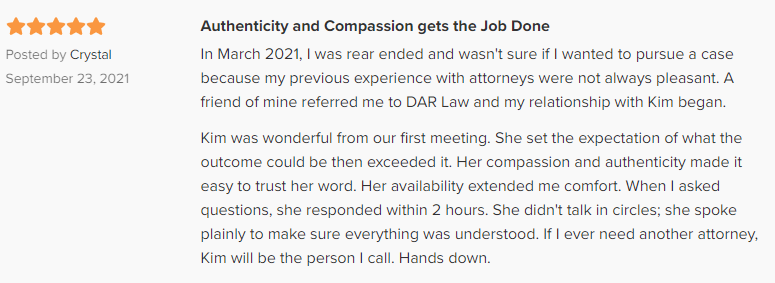 Authenticity and Compassion gets the Job Done
Posted by Crystal
September 23, 2021
In March 2021, I was rear ended and wasn't sure if I wanted to pursue a case
because my previous experience with attorneys were not always pleasant. A
friend of mine referred me to DAR Law and my relationship with Kim began.
Kim was wonderful from our first meeting. She set the expectation of what the
outcome could be then exceeded it. Her compassion and authenticity made it
easy to trust her word. Her availability extended me comfort. When I asked
questions, she responded within 2 hours. She didn't talk in circles; she spoke
plainly to make sure everything was understood. If I ever need another attorney,
Kim will be the person I call. Hands down.